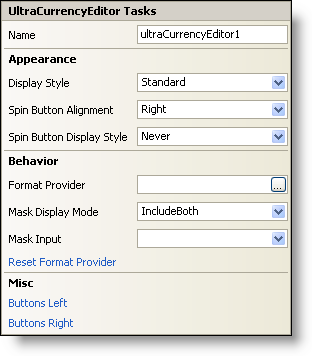 UltraCurrencyEditor Tasks
Name ultraCurrencyEditor1
Appearance
Display Style Standard
Spin Button Alignment Right
Spin Button Display Style Never
Behavior
Format Provider ...
Mask Display Mode IncludeBoth
Mask Input
Reset Format Provider
Misc
Buttons Left
Buttons Right